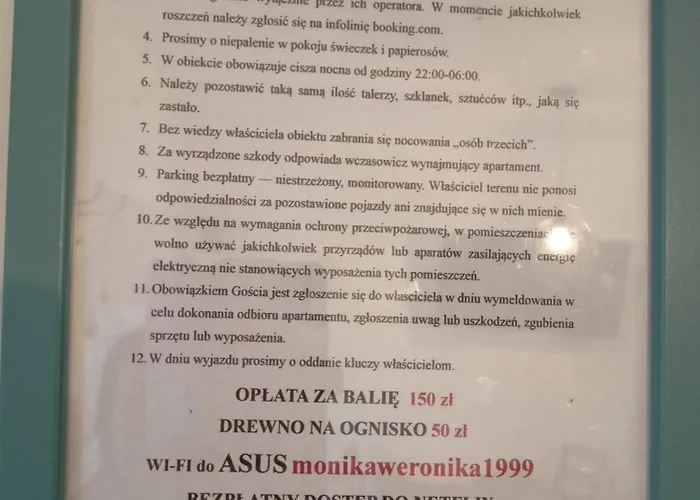 przez ich operatora. W momencie jakichkolwiek
roszczeń należy zgłosić się na infolinię booking.com.
4. Prosimy o niepalenie w pokoju świeczek i papierosów.
5. W obiekcie obowiązuje cisza nocna od godziny 22:00-06:00.
6. Należy pozostawić taką samą ilość talerzy, szklanek, sztućców itp., jaką się
zastało.
7. Bez wiedzy właściciela obiektu zabrania się nocowania „osób trzecich”.
8. Za wyrządzone szkody odpowiada wczasowicz wynajmujący apartament.
9. Parking bezpłatny — niestrzeżony, monitorowany. Właściciel terenu nie ponosi
odpowiedzialności za pozostawione pojazdy ani znajdujące się w nich mienie.
10. Ze względu na wymagania ochrony przeciwpożarowej, w pomieszczeniac
wolno używać jakichkolwiek przyrządów lub aparatów zasilających energię
elektryczną nie stanowiących wyposażenia tych pomieszczeń.
11. Obowiązkiem Gościa jest zgłoszenie się do właściciela w dniu wymeldowania w
celu dokonania odbioru apartamentu, zgłoszenia uwag lub uszkodzeń, zgubienia
sprzętu lub wyposażenia.
12. W dniu wyjazdu prosimy o oddanie kluczy właścicielom.
OPŁATA ZA BALIĘ 150 zł
DREWNO NA OGNISKO 50 zł
WI-FI do ASUS monikaweronika1999
BEZPŁATNY DOSTĘP DO NETFLIX